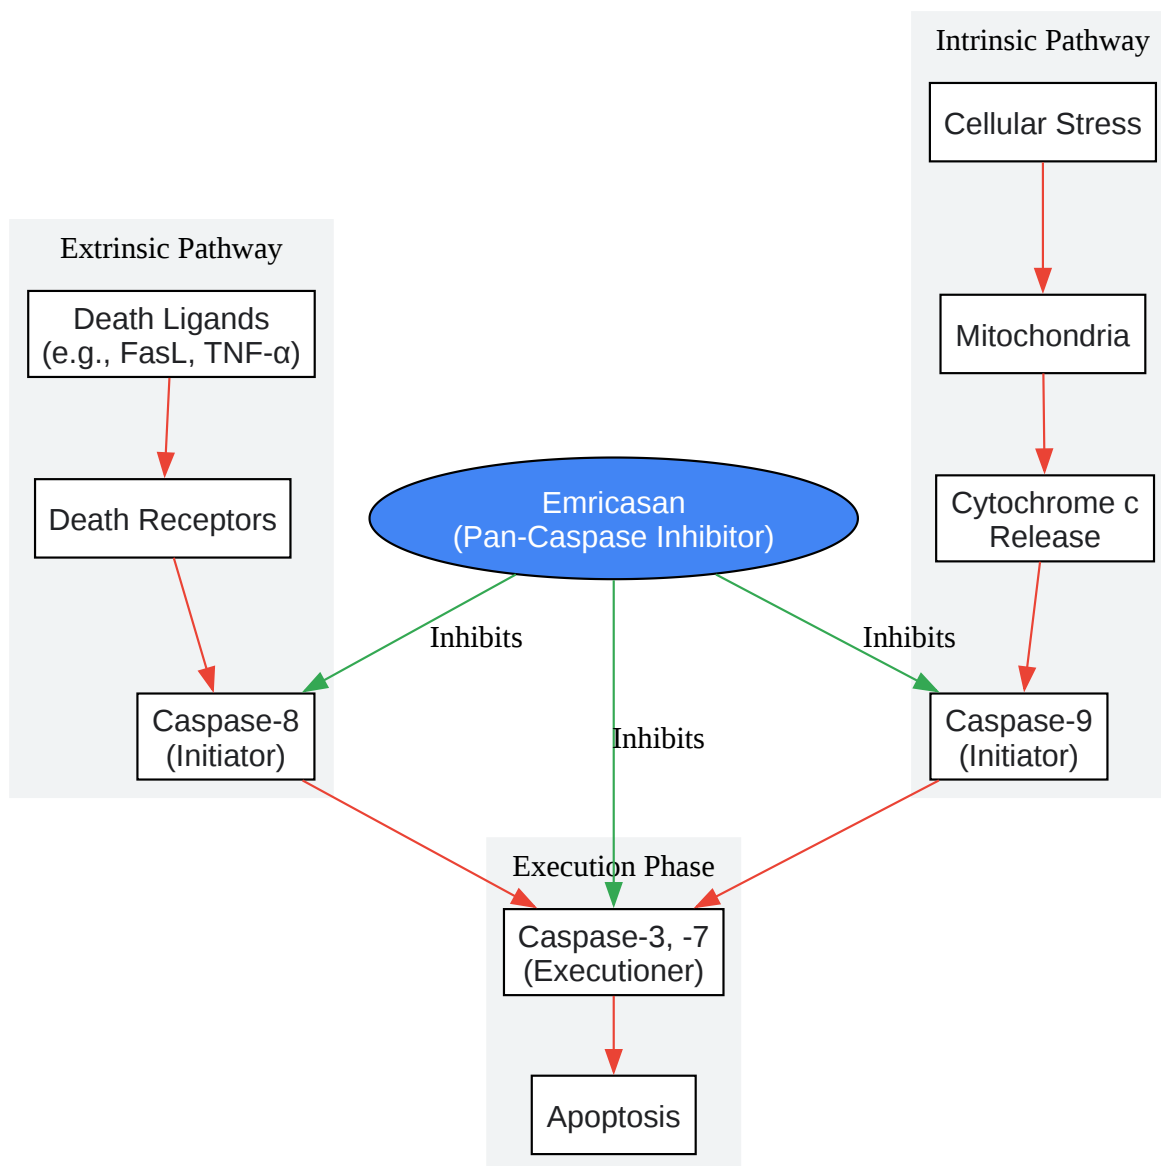 Intrinsic Pathway
Cellular Stress
Extrinsic Pathway
Death Ligands
(e.g., FasL, TNF-α)
Mitochondria
Death Receptors
Emricasan
(Pan-Caspase Inhibitor)
Cytochrome c
Release
Inhibits
Inhibits
Inhibits
Caspase-8
(Initiator)
Caspase-9
(Initiator)
Execution Phase
Caspase-3, -7
(Executioner)
Apoptosis